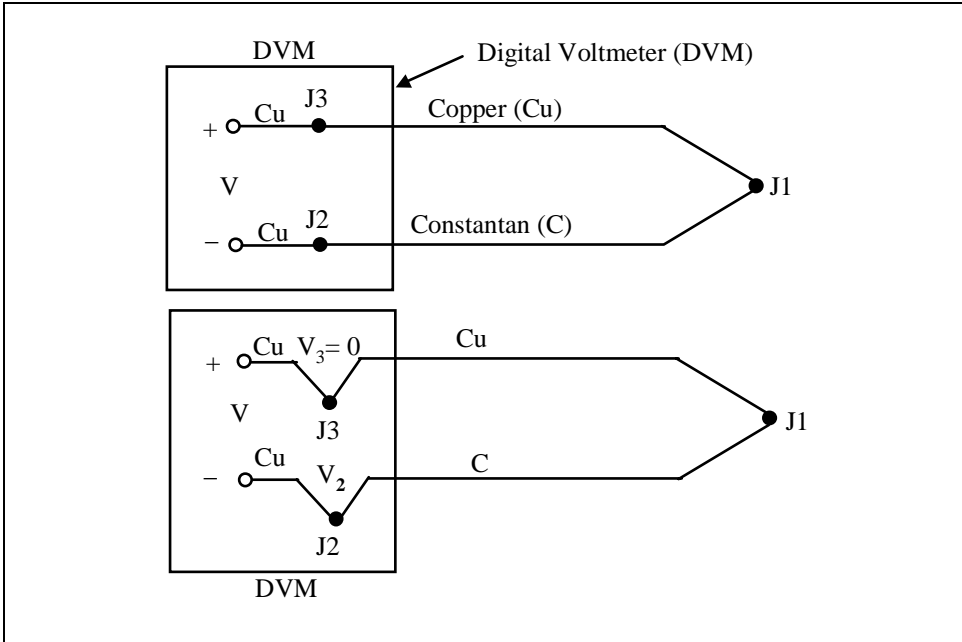 DVM
Digital Voltmeter (DVM)
J3
Cu
Copper (Cu)
+
V
J1
J2
Cu
Constantan (C)
−
Cu
V₃= 0
Cu
+
V
J3
J1
Cu
V₂
C
−
J2
DVM